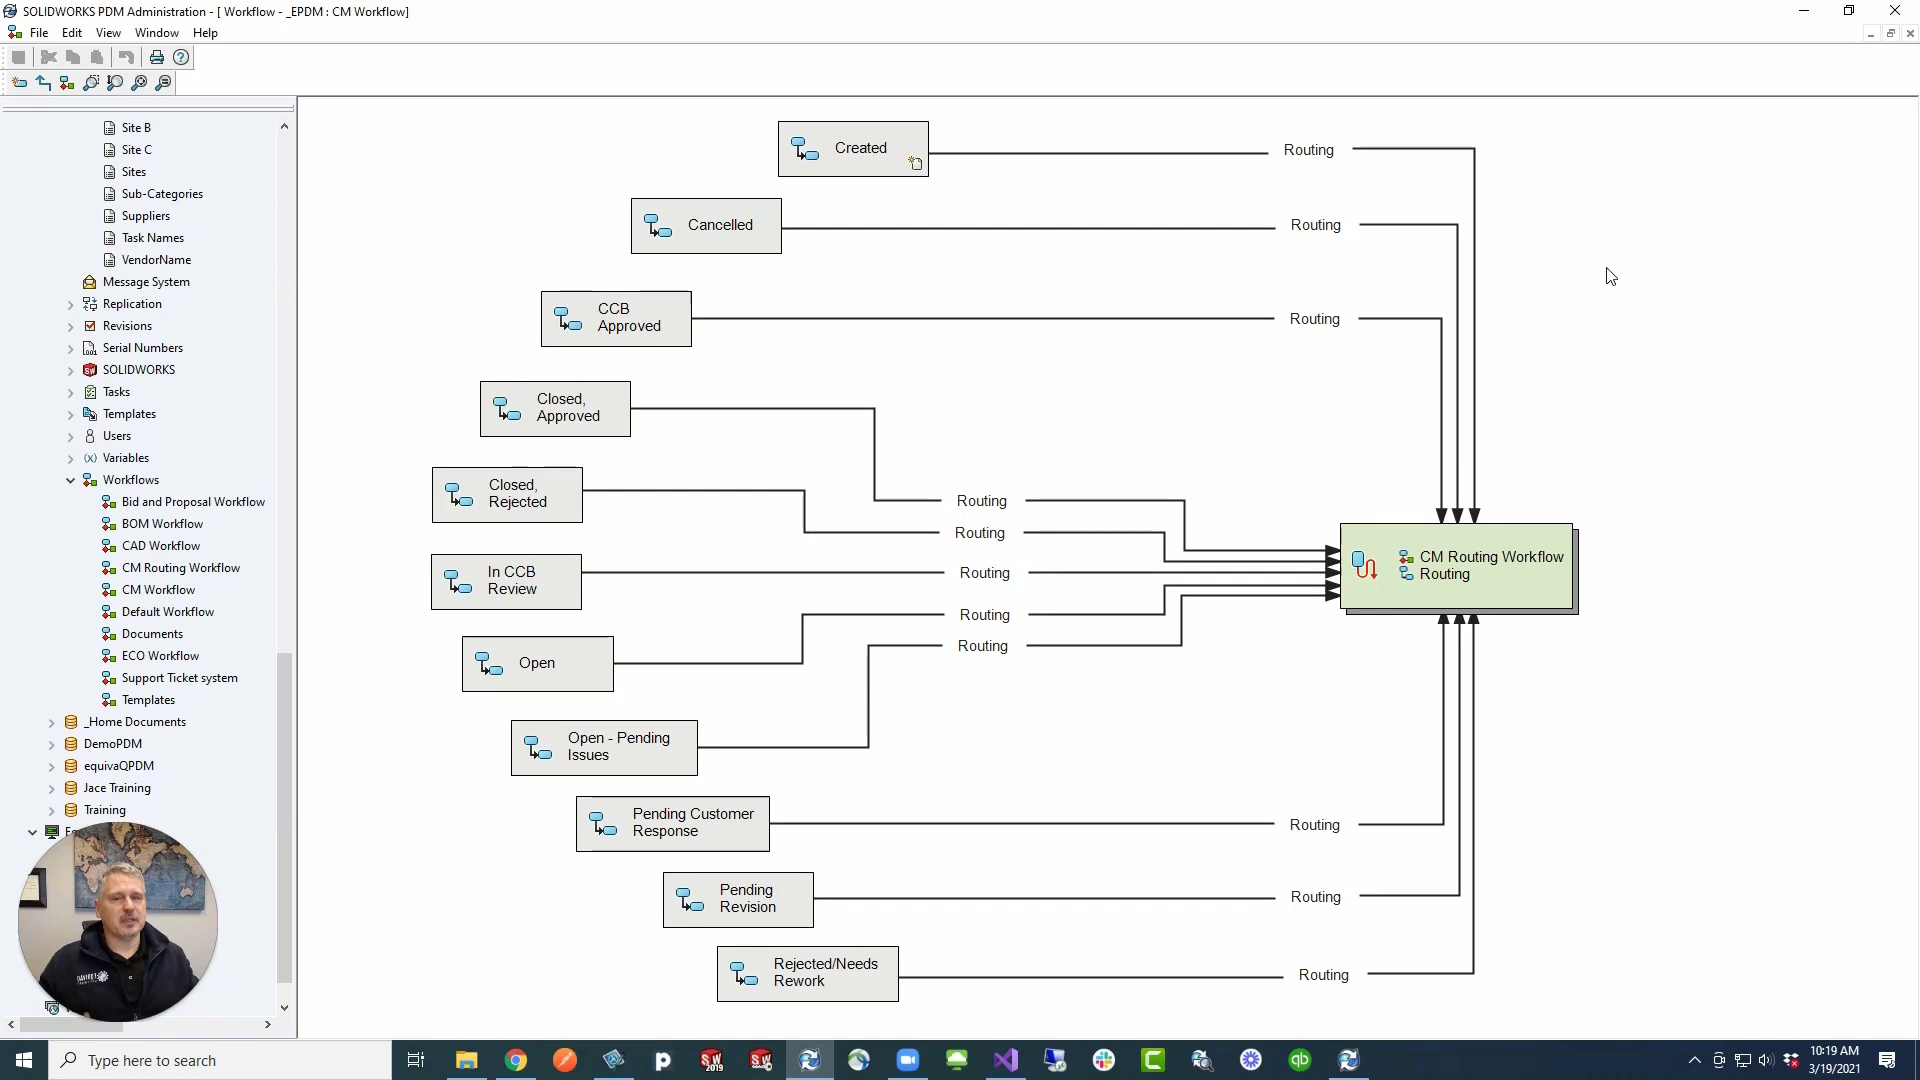 SOLIDWORKS PDM Administration - [ Workflow - _EPDM : CM Workflow]
File Edit View Window Help
Site B
Site C
Sites
Sub-Categories
Suppliers
Task Names
VendorName
Message System
Replication
Revisions
Serial Numbers
SOLIDWORKS
Tasks
Templates
Users
Variables
Workflows
Bid and Proposal Workflow
BOM Workflow
CAD Workflow
CM Routing Workflow
CM Workflow
Default Workflow
Documents
ECO Workflow
Support Ticket system
Templates
_Home Documents
DemoPDM
equivaQPDM
Jace Training
Training
Created
Routing
Cancelled
Routing
CCB
Approved
Routing
Closed,
Approved
Routing
Closed,
Rejected
Routing
In CCB
Review
Routing
Open
Routing
Open - Pending
Issues
Routing
Pending Customer
Response
Routing
Pending
Revision
Routing
Rejected/Needs
Rework
Routing
CM Routing Workflow
Routing
Type here to search
10:19 AM
3/19/2021